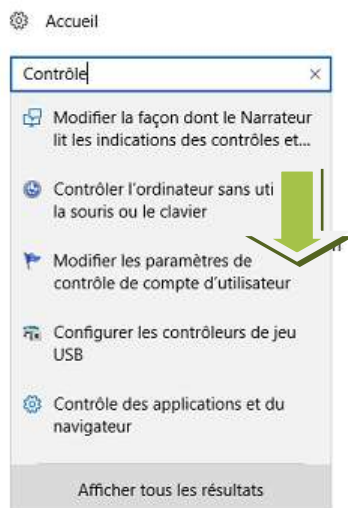 Accueil
Contrôle
Modifier la façon dont le Narrateur
lit les indications des contrôles et...
Contrôler l'ordinateur sans uti
la souris ou le clavier
Modifier les paramètres de
contrôle de compte d'utilisateur
Configurer les contrôleurs de jeu
USB
Contrôle des applications et du
navigateur
Afficher tous les résultats